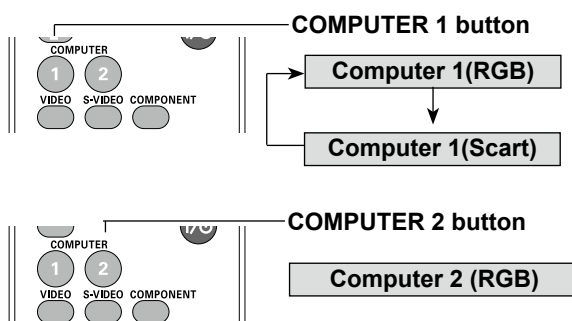 COMPUTER 1 button
COMPUTER
1 2
VIDEO S-VIDEO COMPONENT
Computer 1(RGB)
Computer 1(Scart)
COMPUTER 2 button
COMPUTER
1 2
VIDEO S-VIDEO COMPONENT
Computer 2 (RGB)